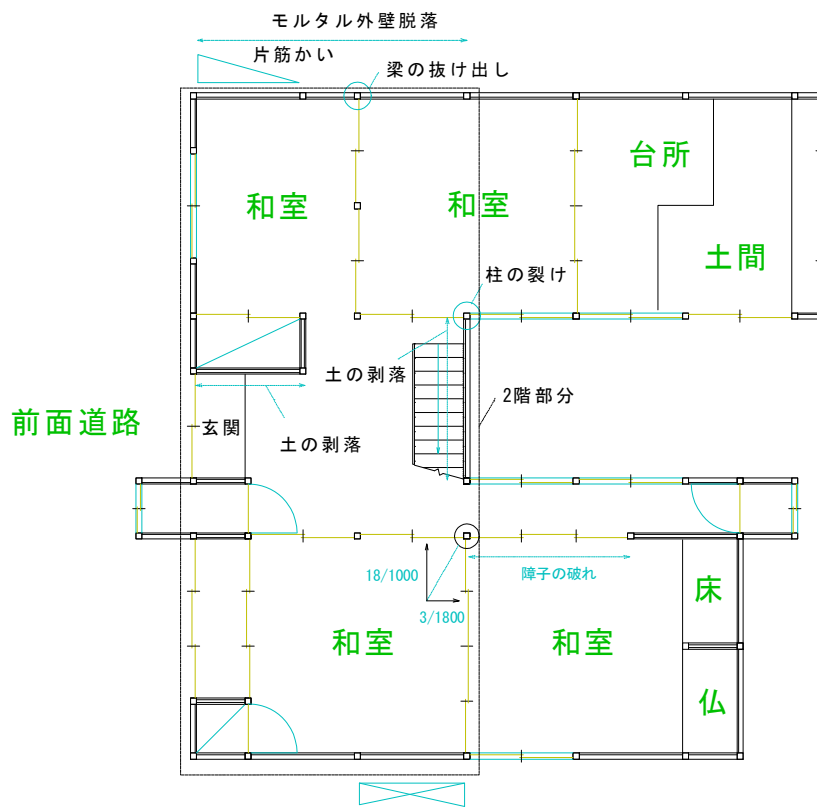 モルタル外壁脱落
片筋かい
梁の抜け出し
台所
和室
和室
土間
柱の裂け
土の剥落
2階部分
前面道路
玄関
土の剥落
18/1000
障子の破れ
床
3/1800
和室
和室
仏